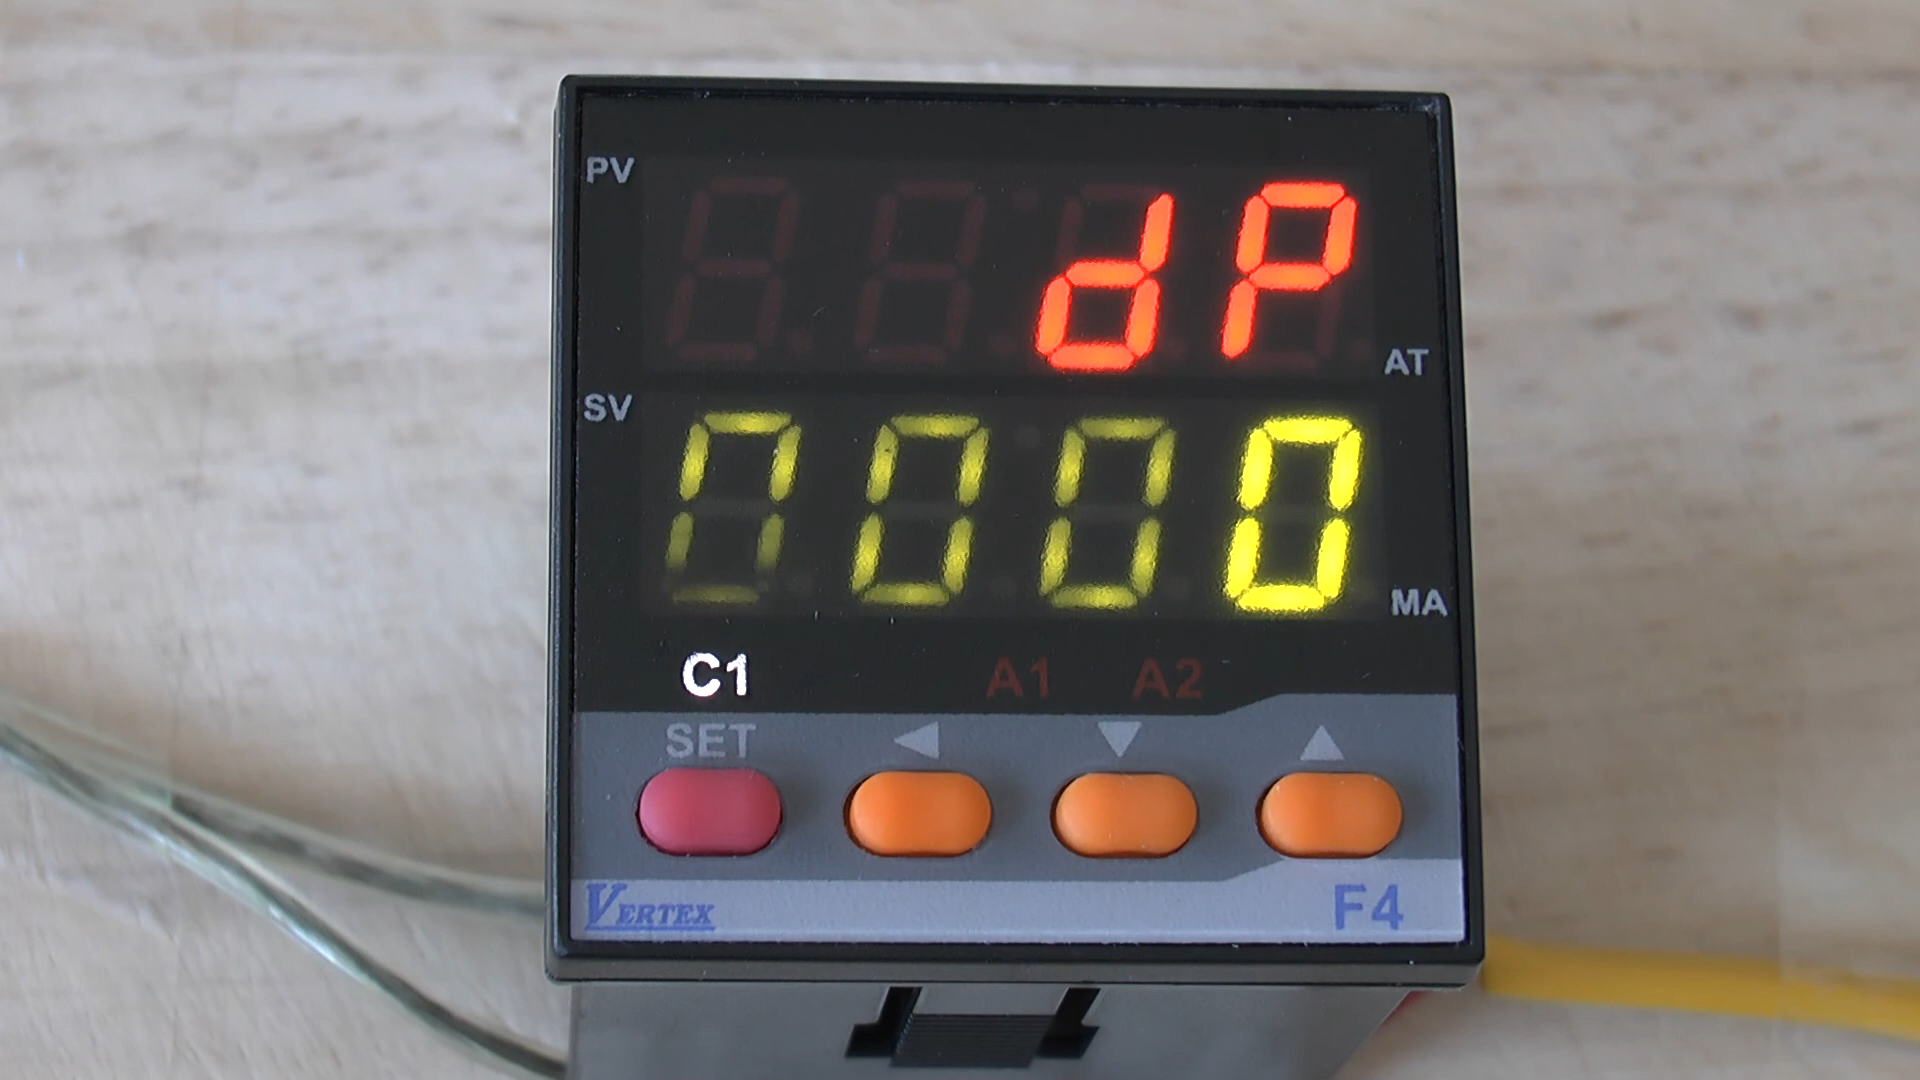 PV
dP
AT
SV
0000
MA
C1 A1 A2
SET ◀ ▼ ▲
VERTEX F4